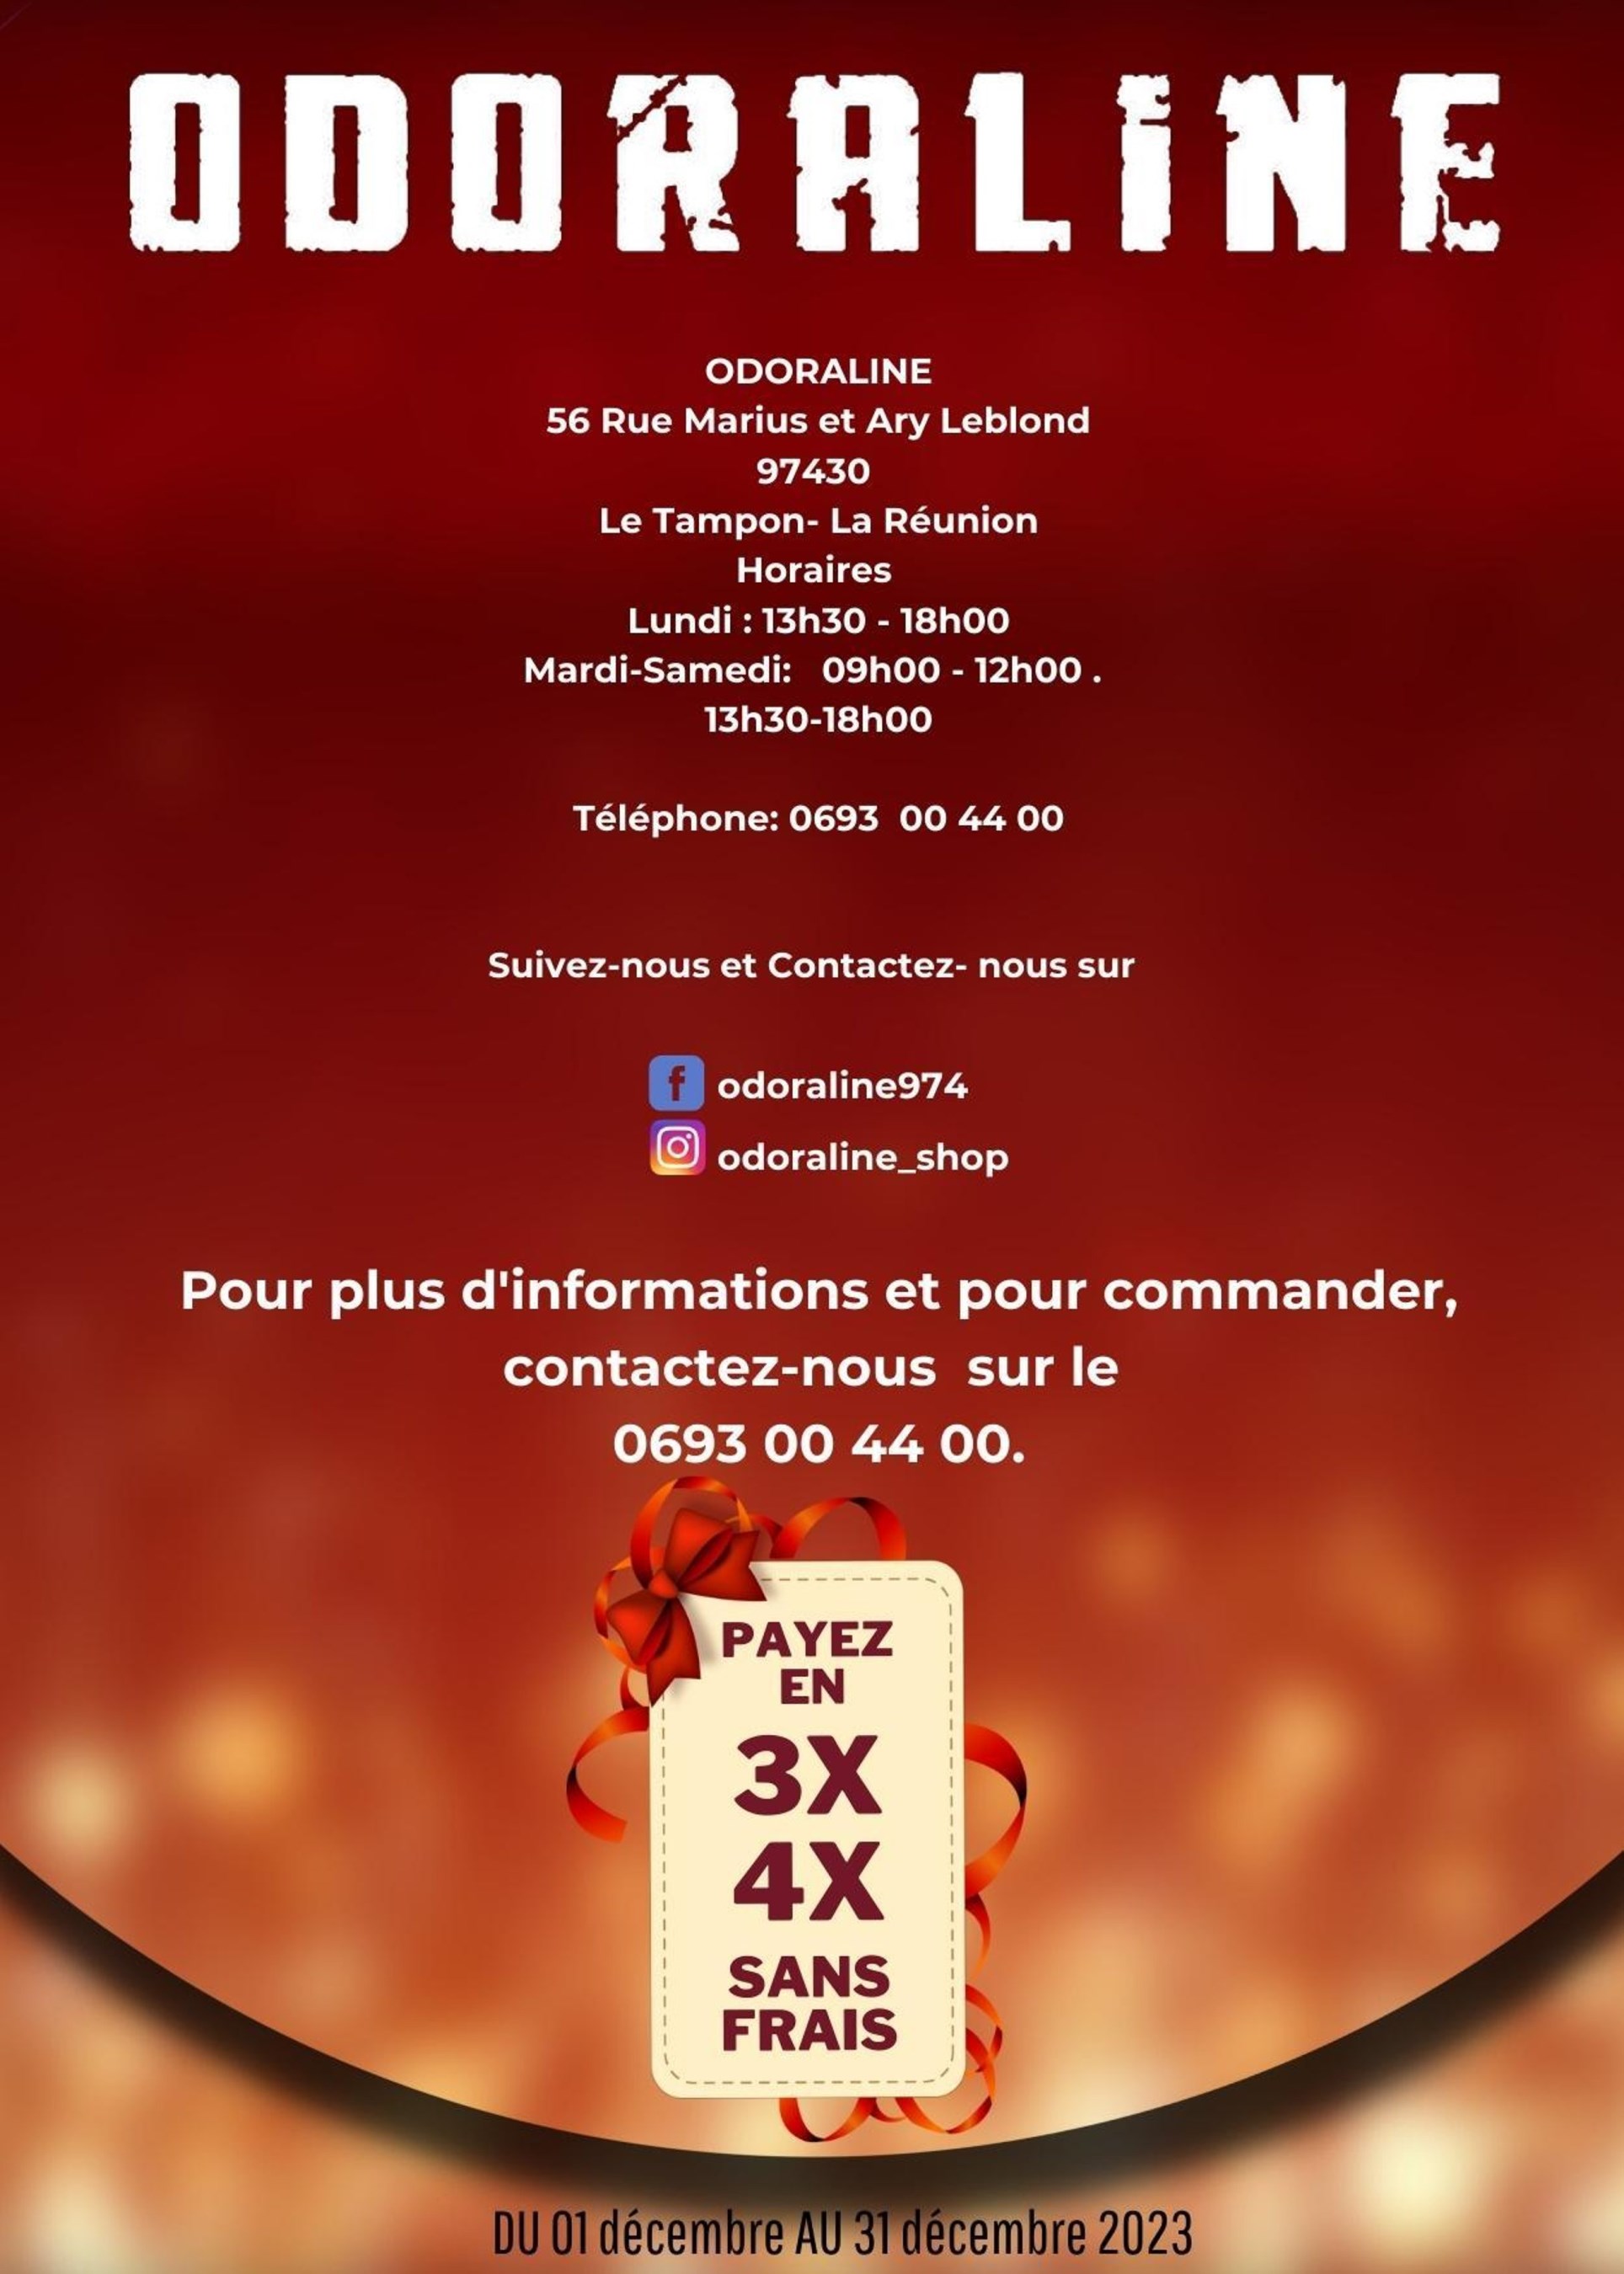 ODORALINE
ODORALINE
56 Rue Marius et Ary Leblond
97430
Le Tampon- La Réunion
Horaires
Lundi : 13h30 - 18h00
Mardi-Samedi: 09h00 - 12h00 .
13h30-18h00
Téléphone: 0693 00 44 00
Suivez-nous et Contactez- nous sur
odoraline974
odoraline_shop
Pour plus d'informations et pour commander,
contactez-nous sur le
0693 00 44 00.
PAYEZ
EN
3X
4X
SANS
FRAIS
DU 01 décembre AU 31 décembre 2023